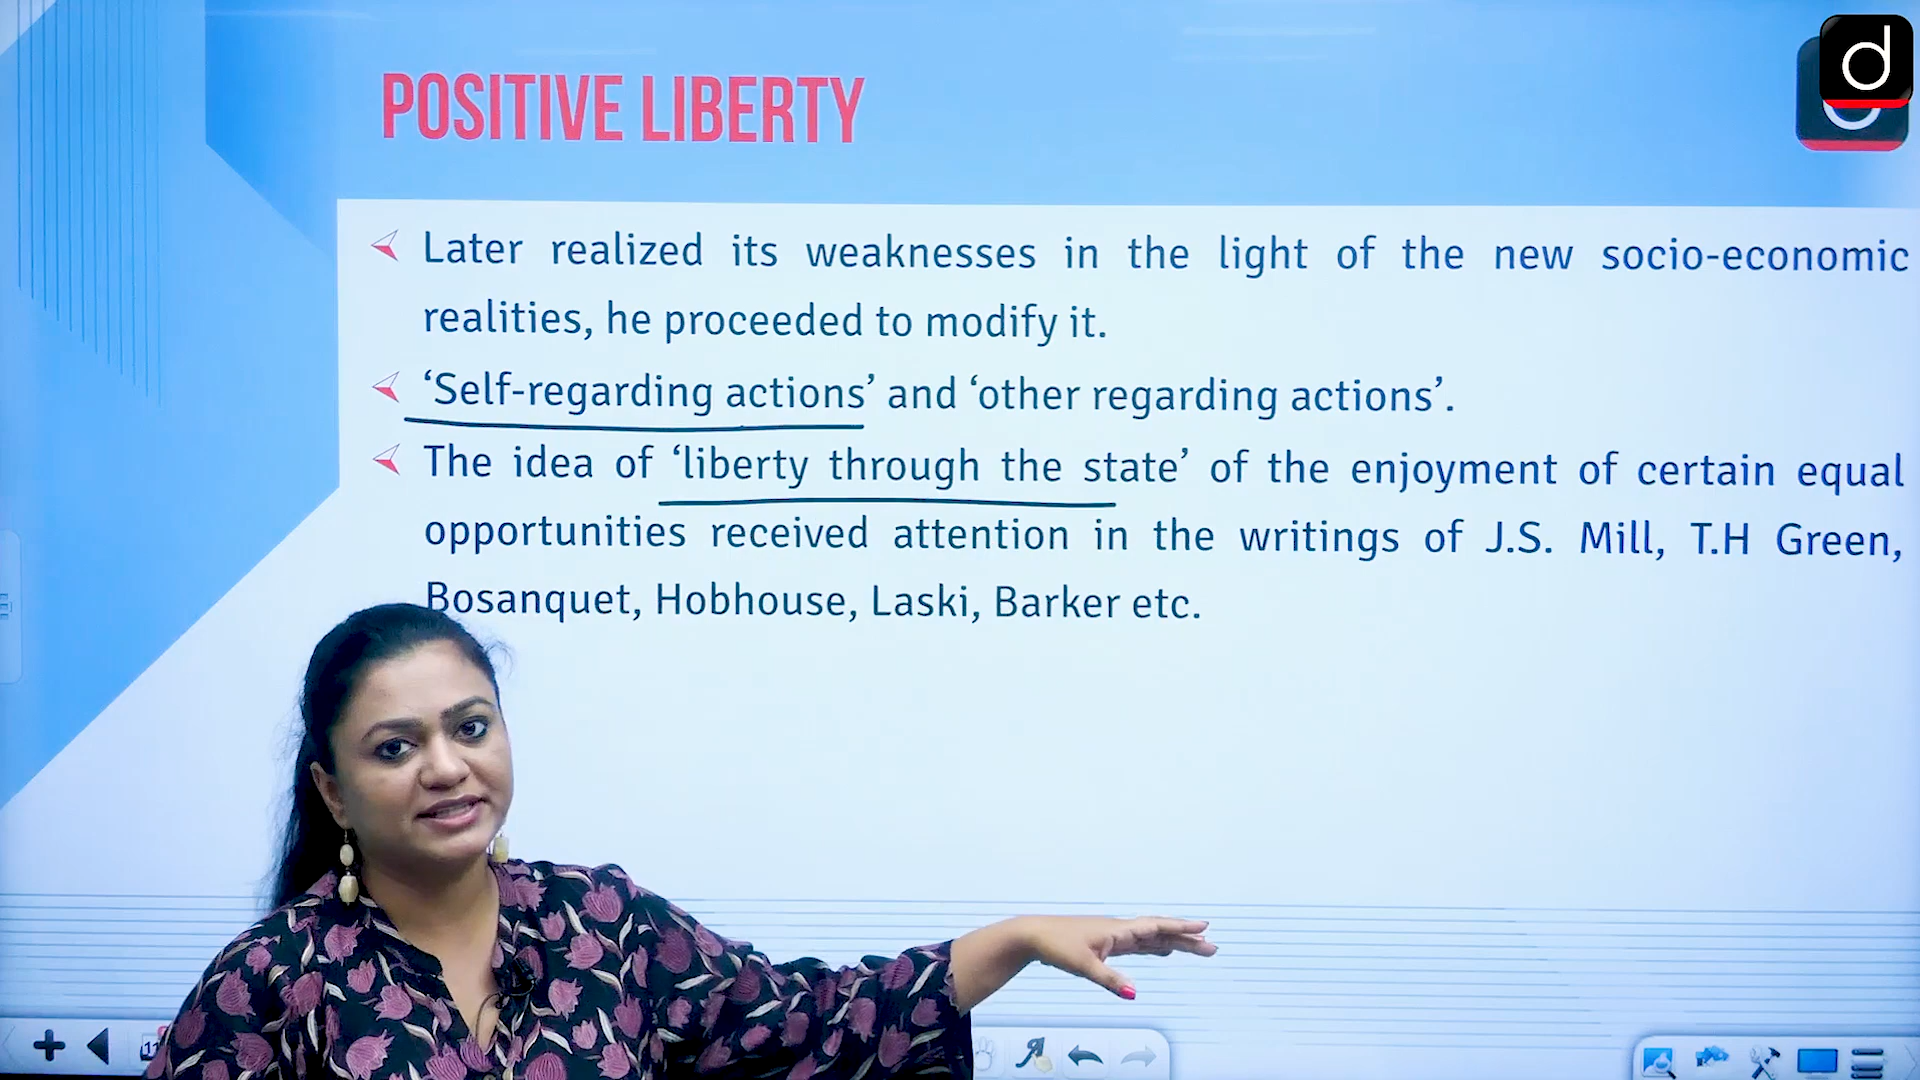 d
POSITIVE LIBERTY
Later realized its weaknesses in the light of the new socio-economic
realities, he proceeded to modify it.
‘Self-regarding actions’ and ‘other regarding actions’.
The idea of ‘liberty through the state’ of the enjoyment of certain equal
opportunities received attention in the writings of J.S. Mill, T.H Green,
Bosanquet, Hobhouse, Laski, Barker etc.
11